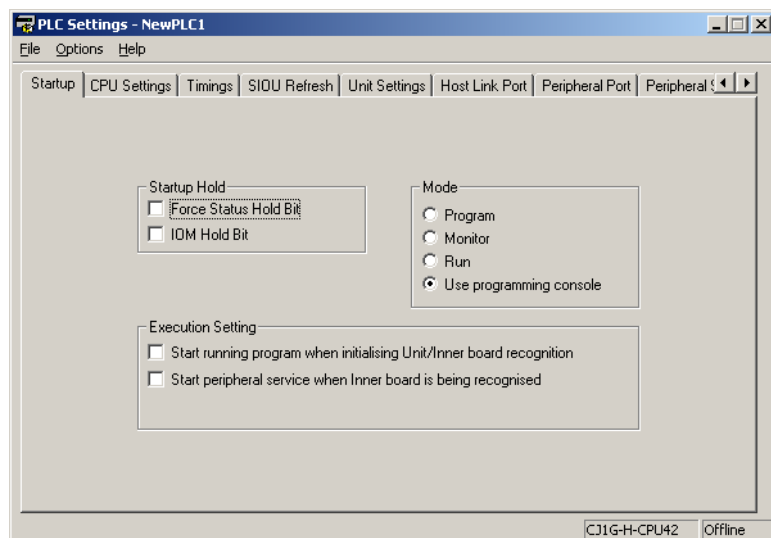 PLC Settings - NewPLC1
File Options Help
Startup CPU Settings Timings SIOU Refresh Unit Settings Host Link Port Peripheral Port Peripheral
Startup Hold
Force Status Hold Bit
IOM Hold Bit
Mode
Program
Monitor
Run
Use programming console
Execution Setting
Start running program when initialising Unit/Inner board recognition
Start peripheral service when Inner board is being recognised
CJ1G-H-CPU42 Offline